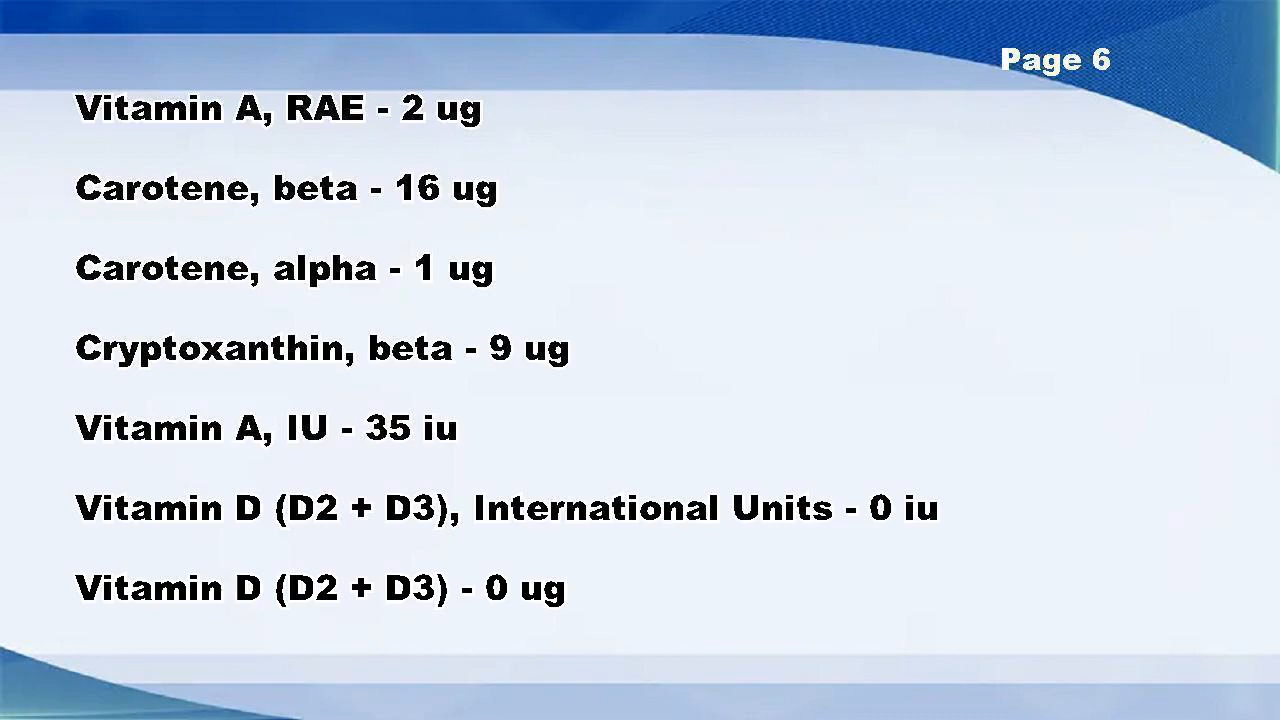 Page 6
Vitamin A, RAE - 2 ug
Carotene, beta - 16 ug
Carotene, alpha - 1 ug
Cryptoxanthin, beta - 9 ug
Vitamin A, IU - 35 iu
Vitamin D (D2 + D3), International Units - 0 iu
Vitamin D (D2 + D3) - 0 ug